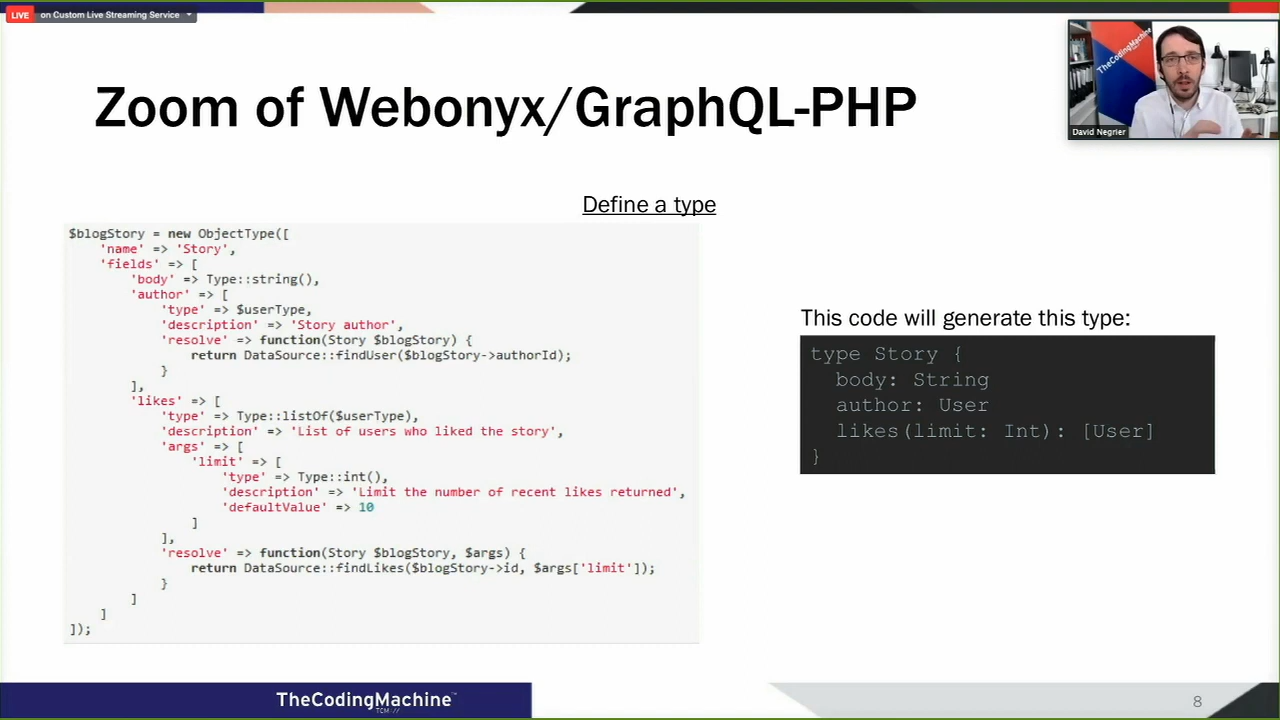 LIVE on Custom Live Streaming Service
Zoom of Webonyx/GraphQL-PHP
TheCodingMachine
David Negrier
Define a type
$blogStory = new ObjectType([
    'name' => 'Story',
    'fields' => [
        'body' => Type::string(),
        'author' => [
            'type' => $userType,
            'description' => 'Story author',
            'resolve' => function(Story $blogStory) {
                return DataSource::findUser($blogStory->authorId);
            }
        ],
        'likes' => [
            'type' => Type::listOf($userType),
            'description' => 'List of users who liked the story',
            'args' => [
                'limit' => [
                    'type' => Type::int(),
                    'description' => 'Limit the number of recent likes returned',
                    'defaultValue' => 10
                ]
            ],
            'resolve' => function(Story $blogStory, $args) {
                return DataSource::findLikes($blogStory->id, $args['limit']);
            }
        ]
    ]
]);
This code will generate this type:
type Story {
  body: String
  author: User
  likes(limit: Int): [User]
}
TheCodingMachine™
TCM://
8